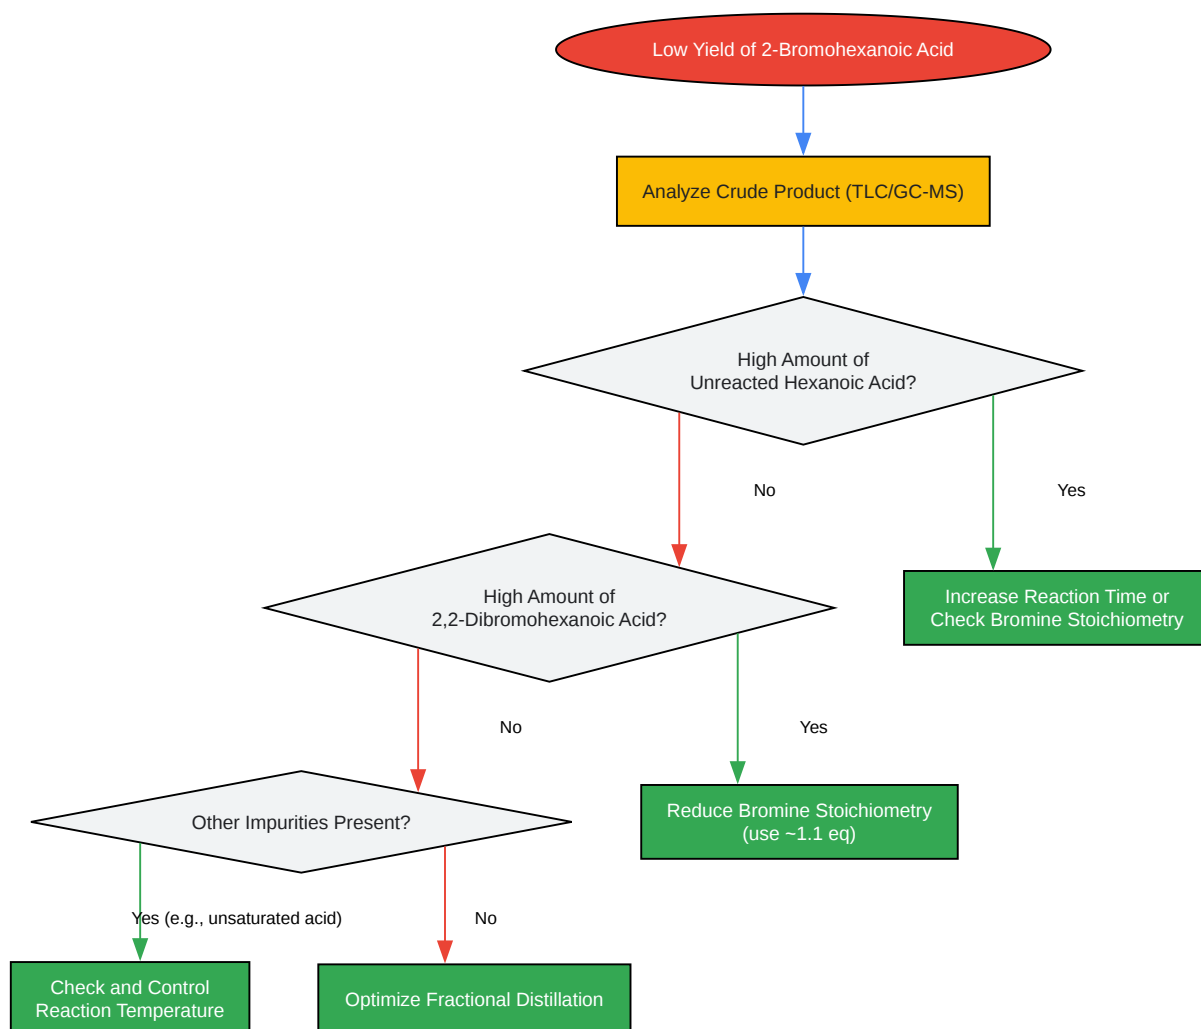 Low Yield of 2-Bromohexanoic Acid
Analyze Crude Product (TLC/GC-MS)
High Amount of
Unreacted Hexanoic Acid?
No
Yes
High Amount of
2,2-Dibromohexanoic Acid?
Increase Reaction Time or
Check Bromine Stoichiometry
No
Yes
Other Impurities Present?
Reduce Bromine Stoichiometry
(use ~1.1 eq)
Yes (e.g., unsaturated acid)
No
Check and Control
Reaction Temperature
Optimize Fractional Distillation